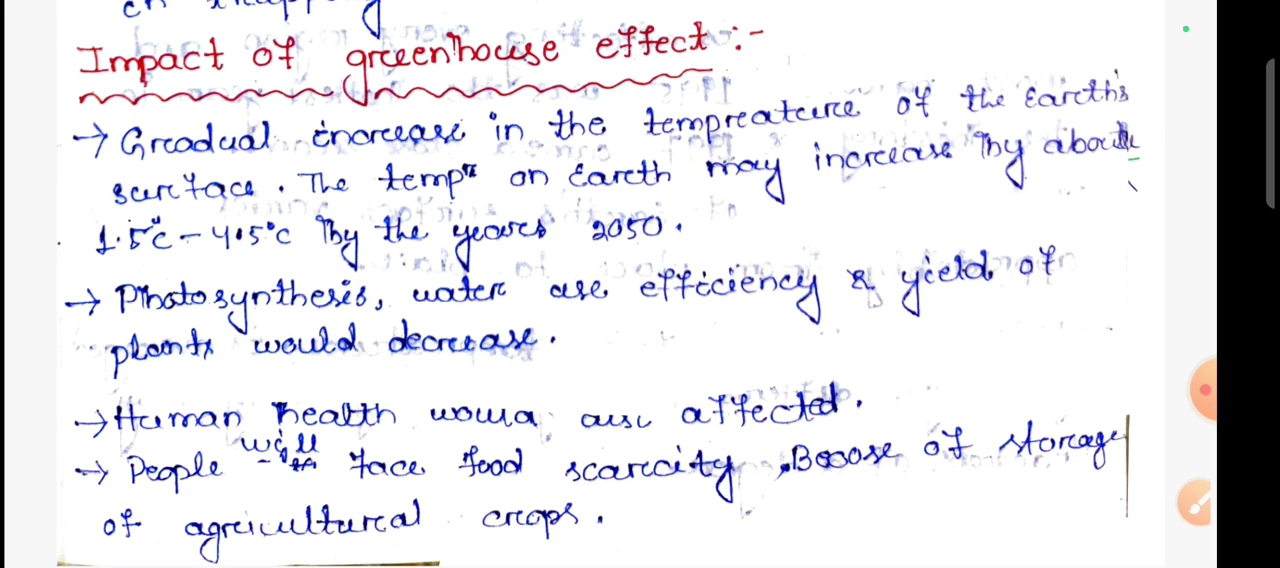 Impact of greenhouse effect :-
→ Gradual increase in the tempreature of the Earth's
surface. The tempr on Earth may increase by about
1.5°C - 4.5°C by the years 2050.
→ Photosynthesis, water use efficiency & yield of
plants would decrease.
→ Human health would also affected.
→ People will face food scarcity, Becose of storage
of agricultural crops.